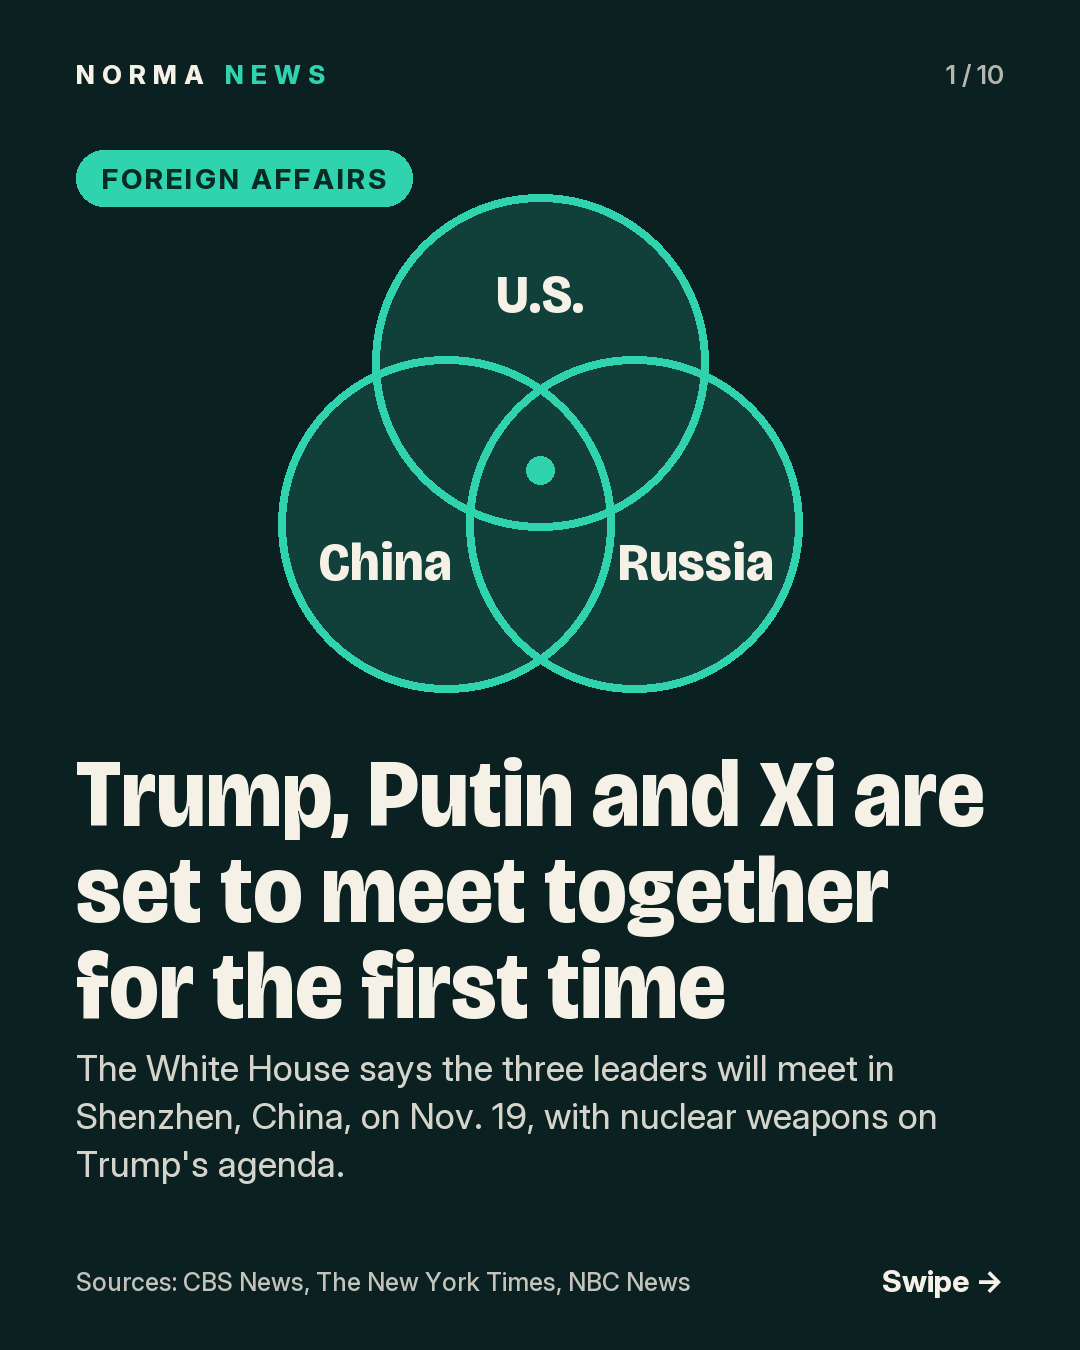 NORMA NEWS
1 / 10
FOREIGN AFFAIRS
U.S.
China
Russia
Trump, Putin and Xi are
set to meet together
for the first time
The White House says the three leaders will meet in
Shenzhen, China, on Nov. 19, with nuclear weapons on
Trump's agenda.
Sources: CBS News, The New York Times, NBC News
Swipe →